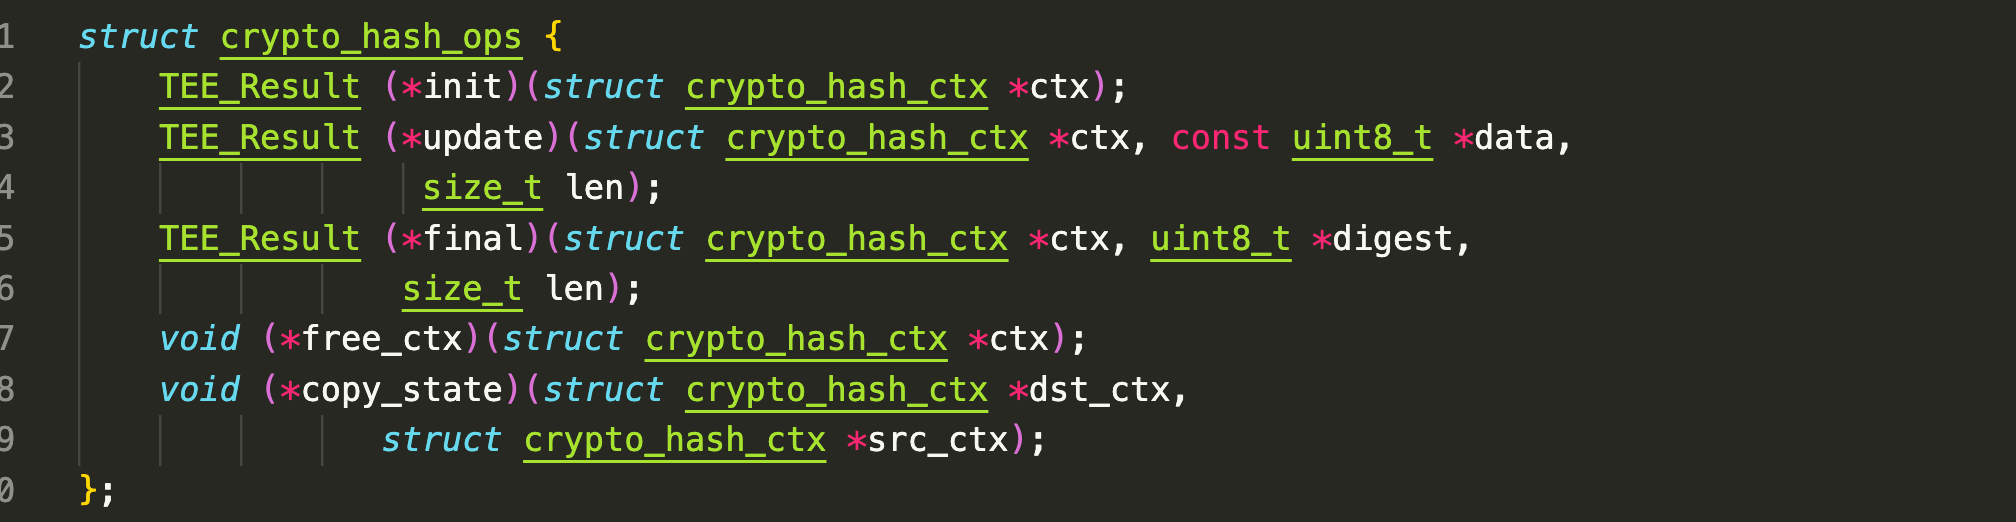 1 struct crypto_hash_ops {
2 TEE_Result (*init)(struct crypto_hash_ctx *ctx);
3 TEE_Result (*update)(struct crypto_hash_ctx *ctx, const uint8_t *data,
4 size_t len);
5 TEE_Result (*final)(struct crypto_hash_ctx *ctx, uint8_t *digest,
6 size_t len);
7 void (*free_ctx)(struct crypto_hash_ctx *ctx);
8 void (*copy_state)(struct crypto_hash_ctx *dst_ctx,
9 struct crypto_hash_ctx *src_ctx);
0 };